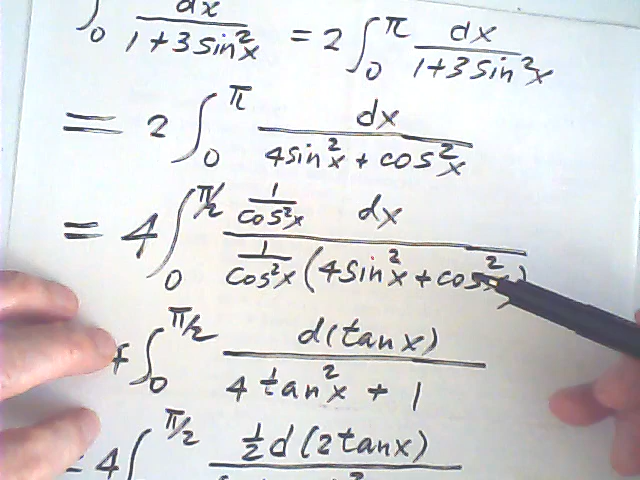 ∫₀ dx/(1+3sin²x) = 2∫₀^π dx/(1+3sin²x)
= 2∫₀^π dx/(4sin²x + cos²x)
= 4∫₀^(π/2) (1/cos²x) dx/((1/cos²x)(4sin²x + cos²x))
∫₀^(π/2) d(tanx)/(4tan²x + 1)
= 4∫^(π/2) ½d(2tanx)